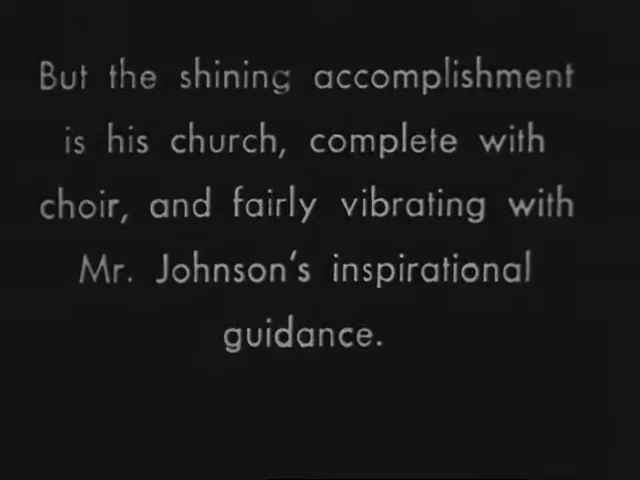 But the shining accomplishment
is his church, complete with
choir, and fairly vibrating with
Mr. Johnson's inspirational
guidance.